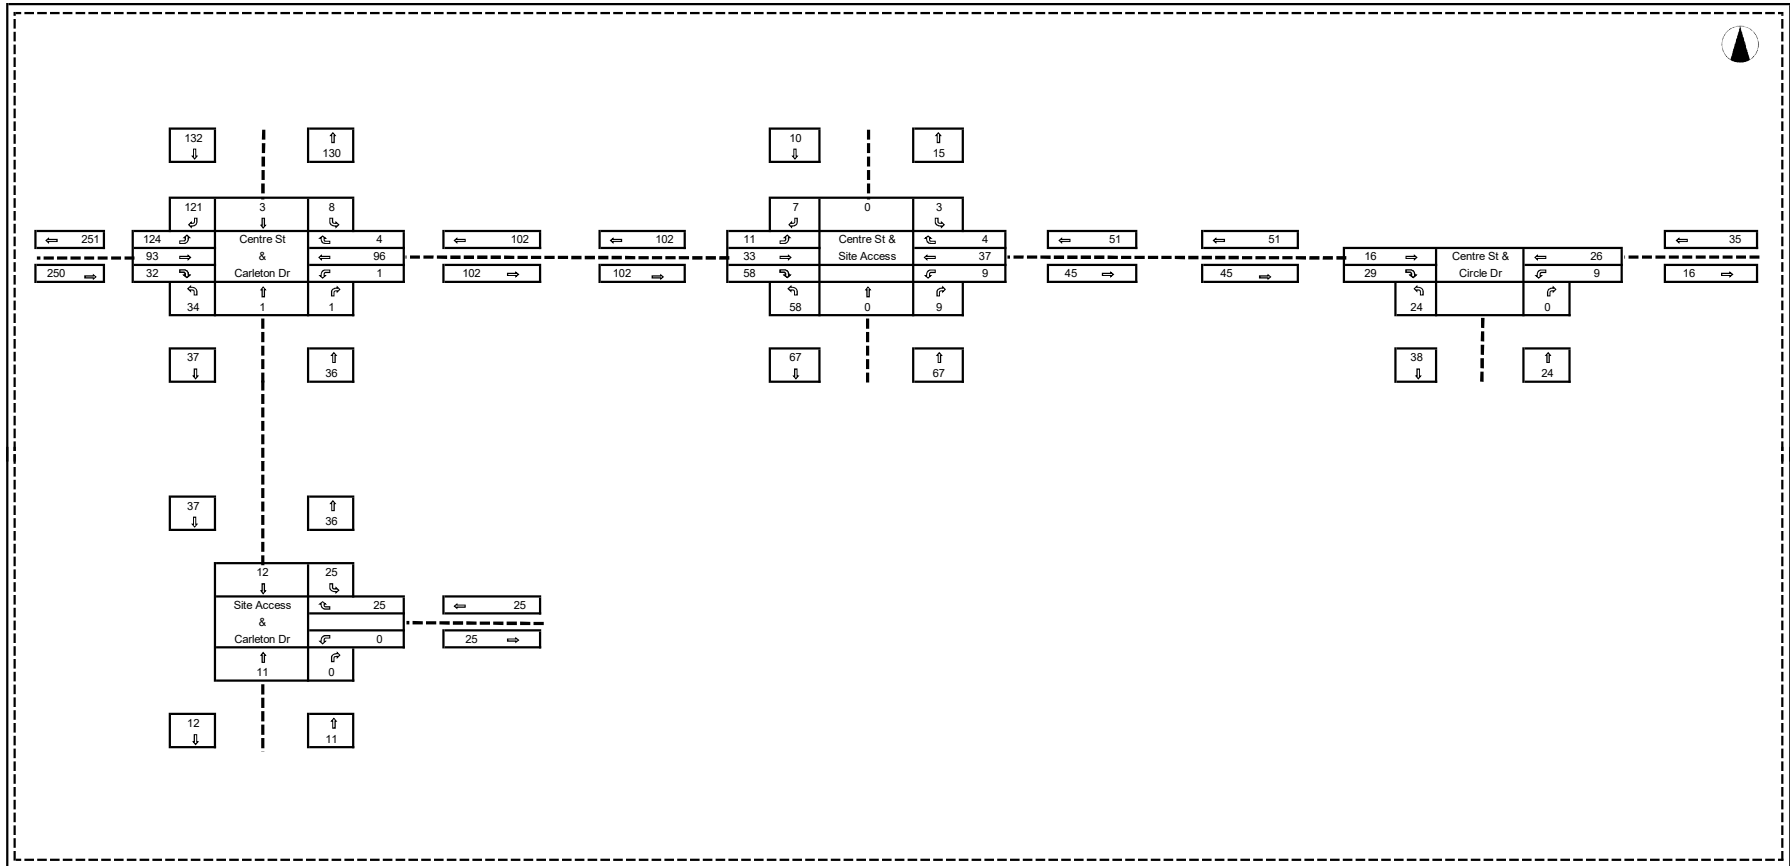 132 130 10 15
121 3 8 7 0 3
251 124 Centre St 4 102 102 11 Centre St & 4 51 51 35
93 & 96 33 Site Access 37 16 Centre St & 26
250 32 Carleton Dr 1 102 102 58 9 45 45 29 Circle Dr 9 16
34 1 1 58 0 9 24 0
37 36 67 67 38 24
37 36
12 25
Site Access 25 25
&
Carleton Dr 0 25
11 0
12 11